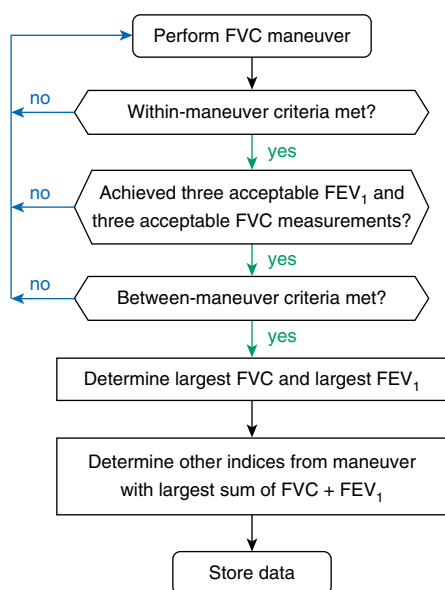 Perform FVC maneuver
no
Within-maneuver criteria met?
yes
no
Achieved three acceptable FEV₁ and
three acceptable FVC measurements?
yes
no
Between-maneuver criteria met?
yes
Determine largest FVC and largest FEV₁
Determine other indices from maneuver
with largest sum of FVC + FEV₁
Store data